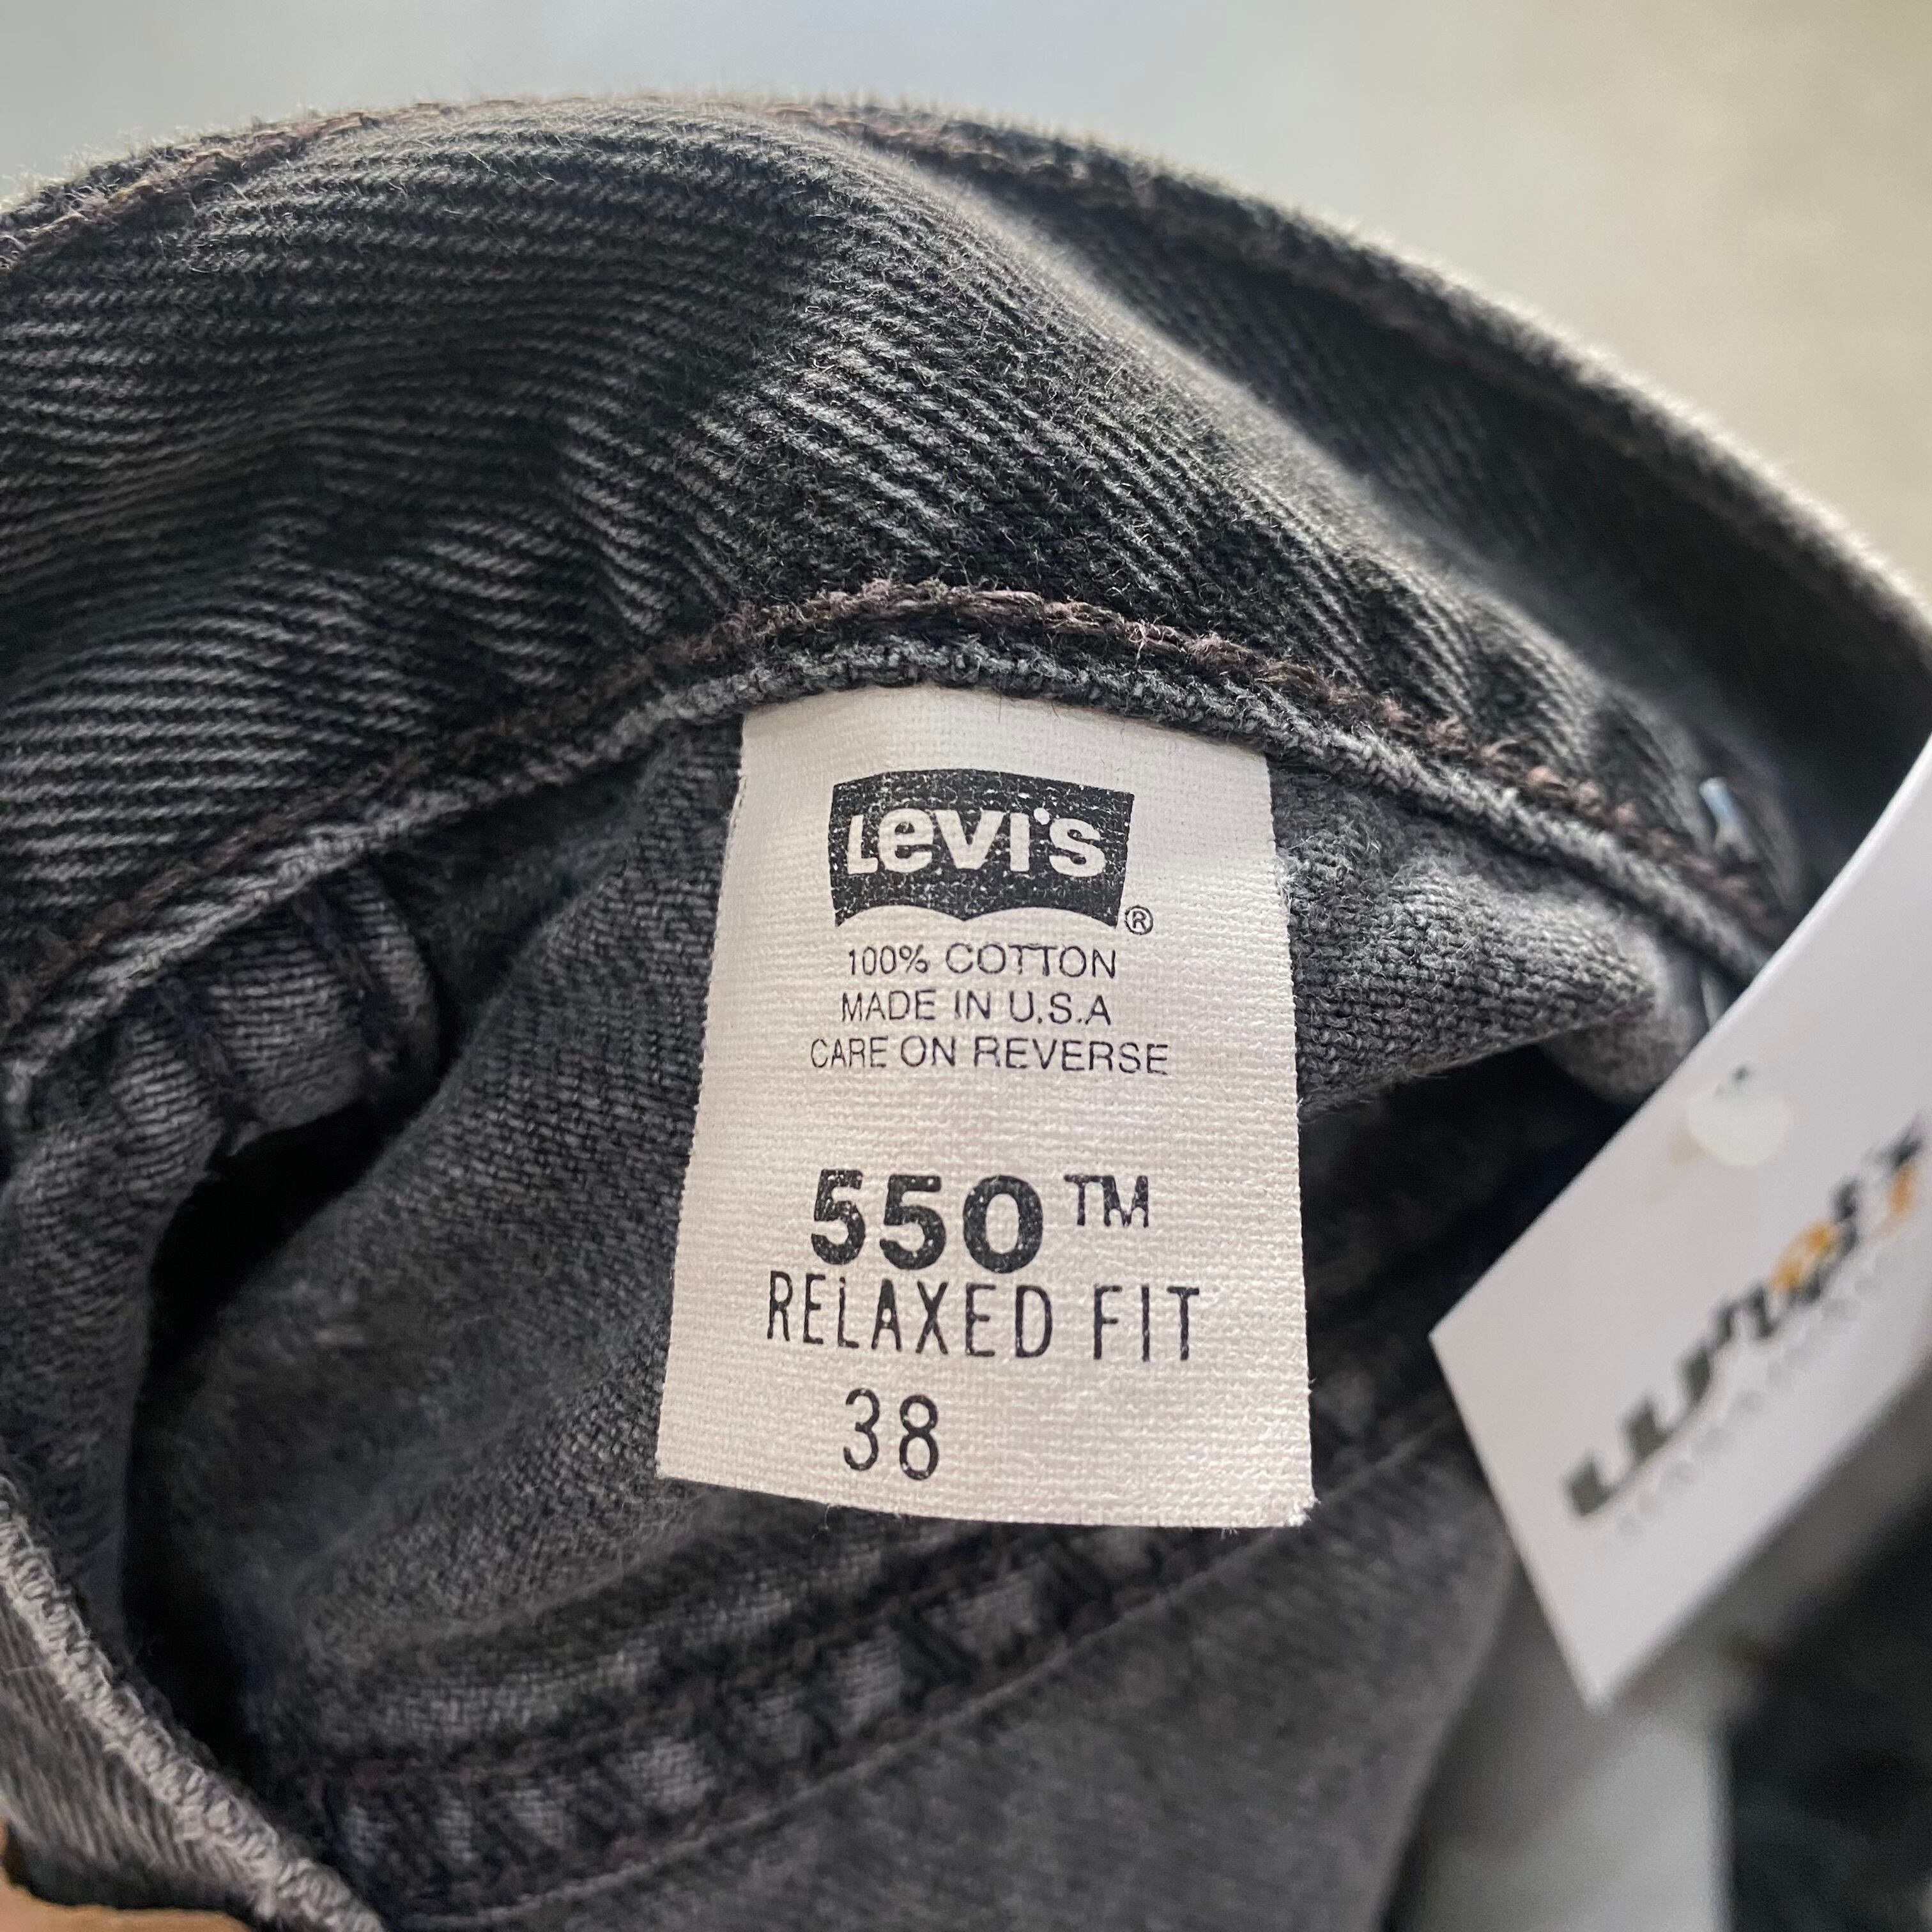 Levi's ®
100% COTTON
MADE IN U.S.A
CARE ON REVERSE
550™
RELAXED FIT
38